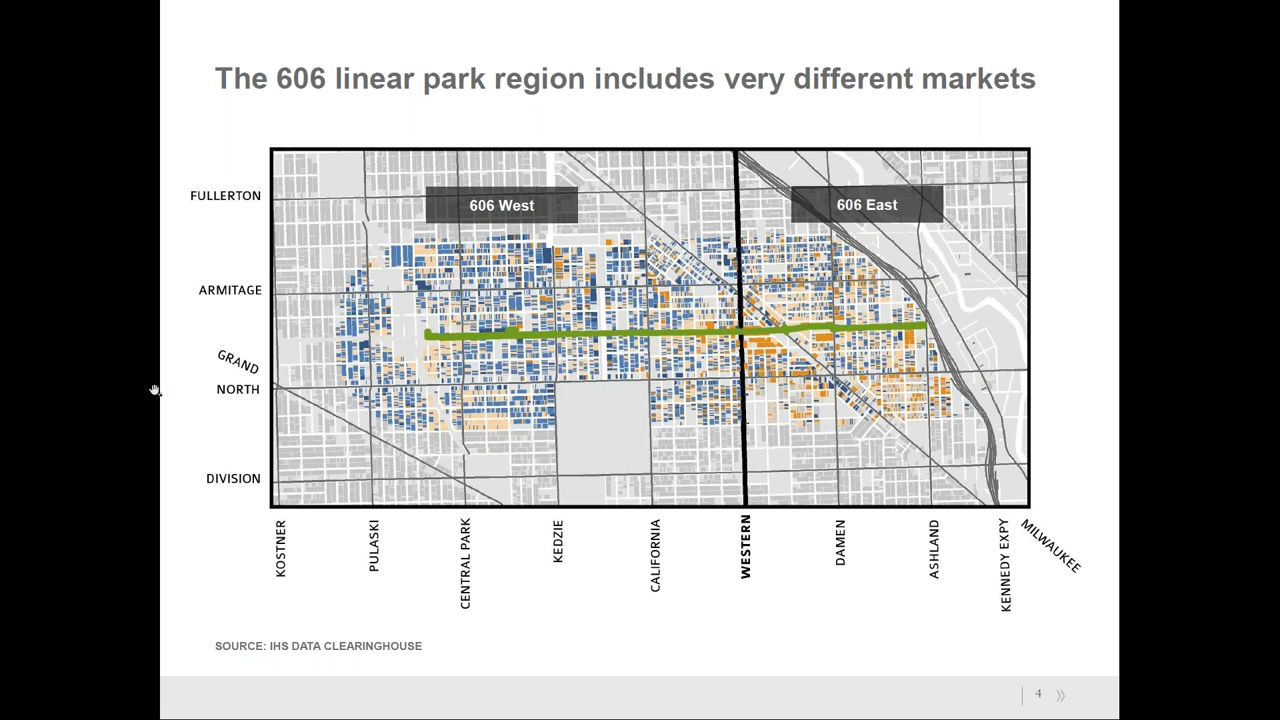 The 606 linear park region includes very different markets
FULLERTON
606 West
606 East
ARMITAGE
GRAND
NORTH
DIVISION
KOSTNER
PULASKI
CENTRAL PARK
KEDZIE
CALIFORNIA
WESTERN
DAMEN
ASHLAND
KENNEDY EXPY
MILWAUKEE
SOURCE: IHS DATA CLEARINGHOUSE
4